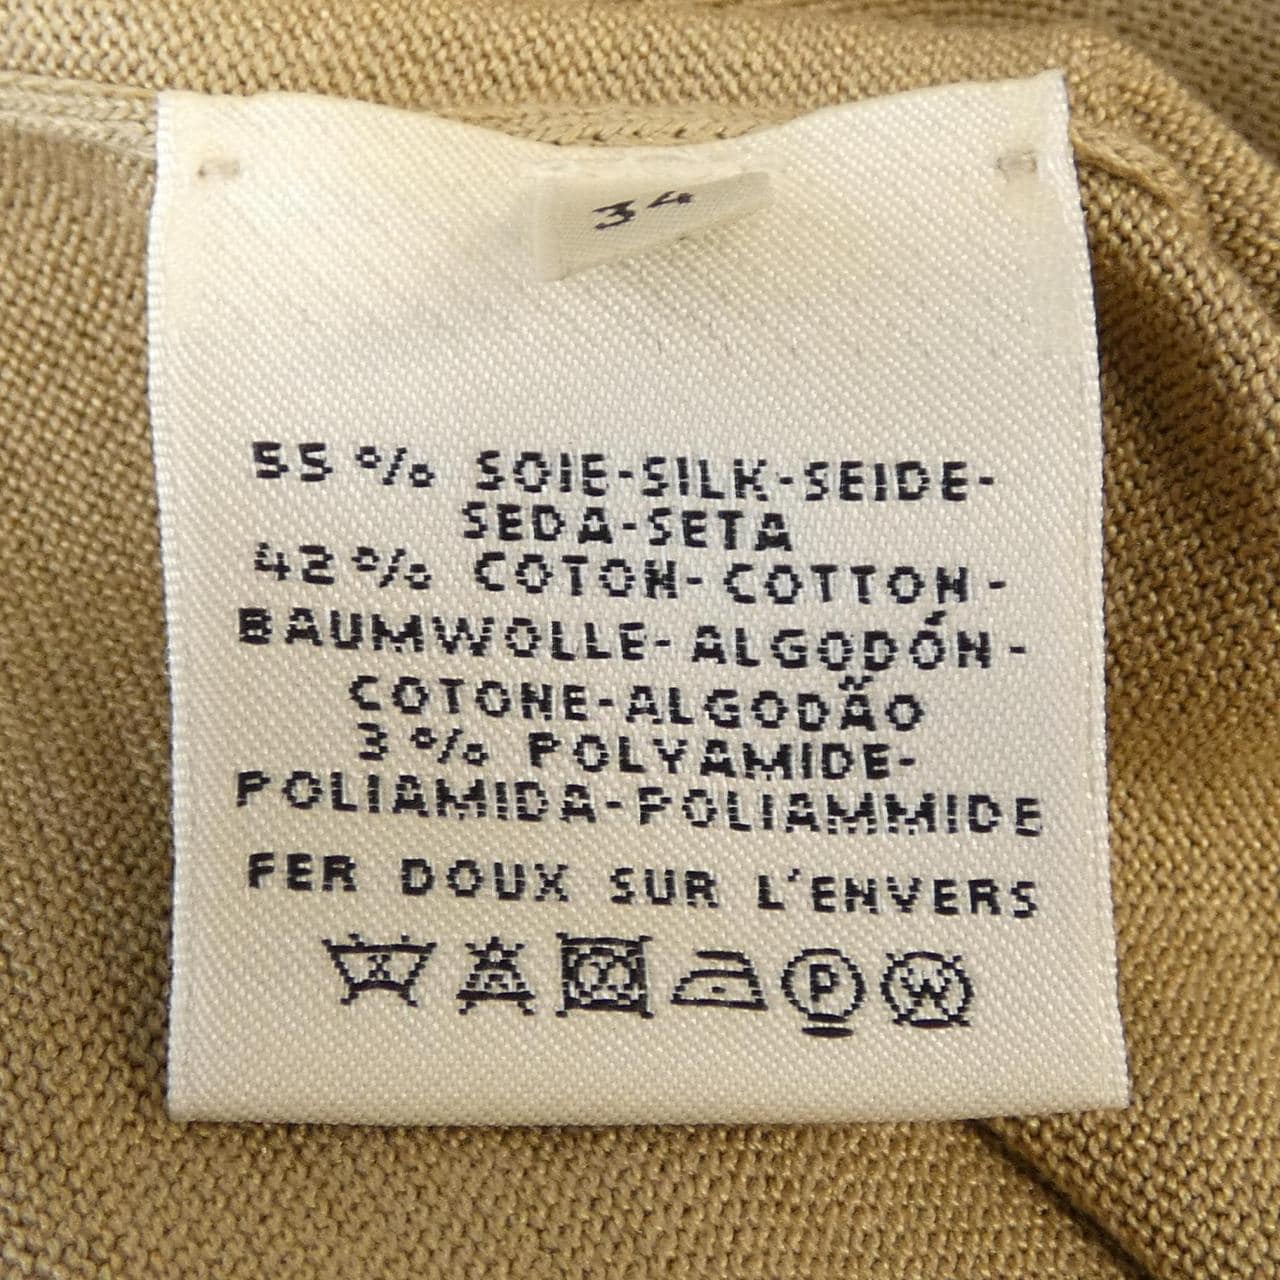 34
55 % SOIE-SILK-SEIDE-
SEDA-SETA
42 % COTON-COTTON-
BAUMWOLLE-ALGODÓN-
COTONE-ALGODÃO
3 % POLYAMIDE-
POLIAMIDA-POLIAMMIDE
FER DOUX SUR L'ENVERS
P W